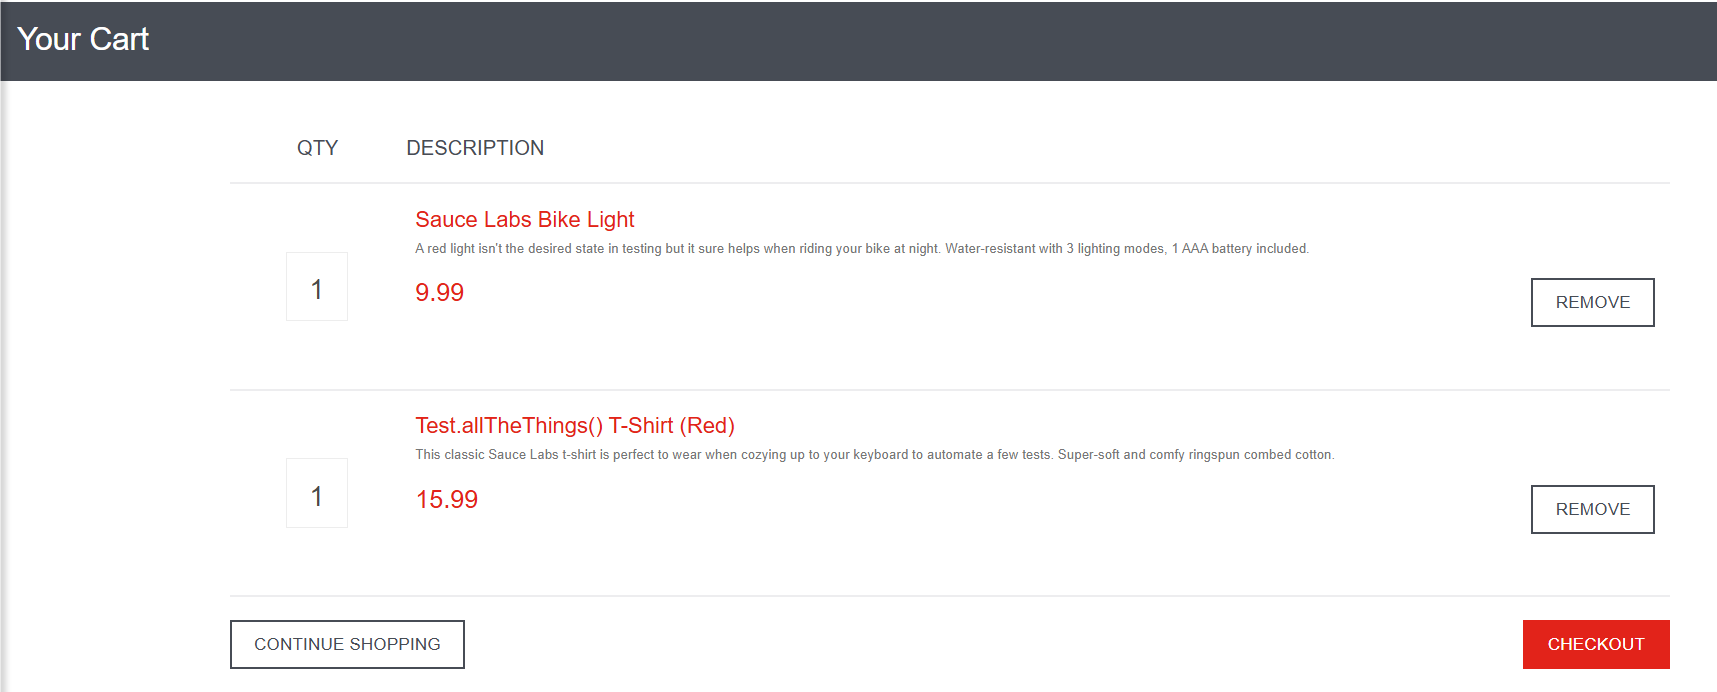 Your Cart
QTY DESCRIPTION
Sauce Labs Bike Light
A red light isn't the desired state in testing but it sure helps when riding your bike at night. Water-resistant with 3 lighting modes, 1 AAA battery included.
1
9.99
REMOVE
Test.allTheThings() T-Shirt (Red)
This classic Sauce Labs t-shirt is perfect to wear when cozying up to your keyboard to automate a few tests. Super-soft and comfy ringspun combed cotton.
1
15.99
REMOVE
CONTINUE SHOPPING
CHECKOUT